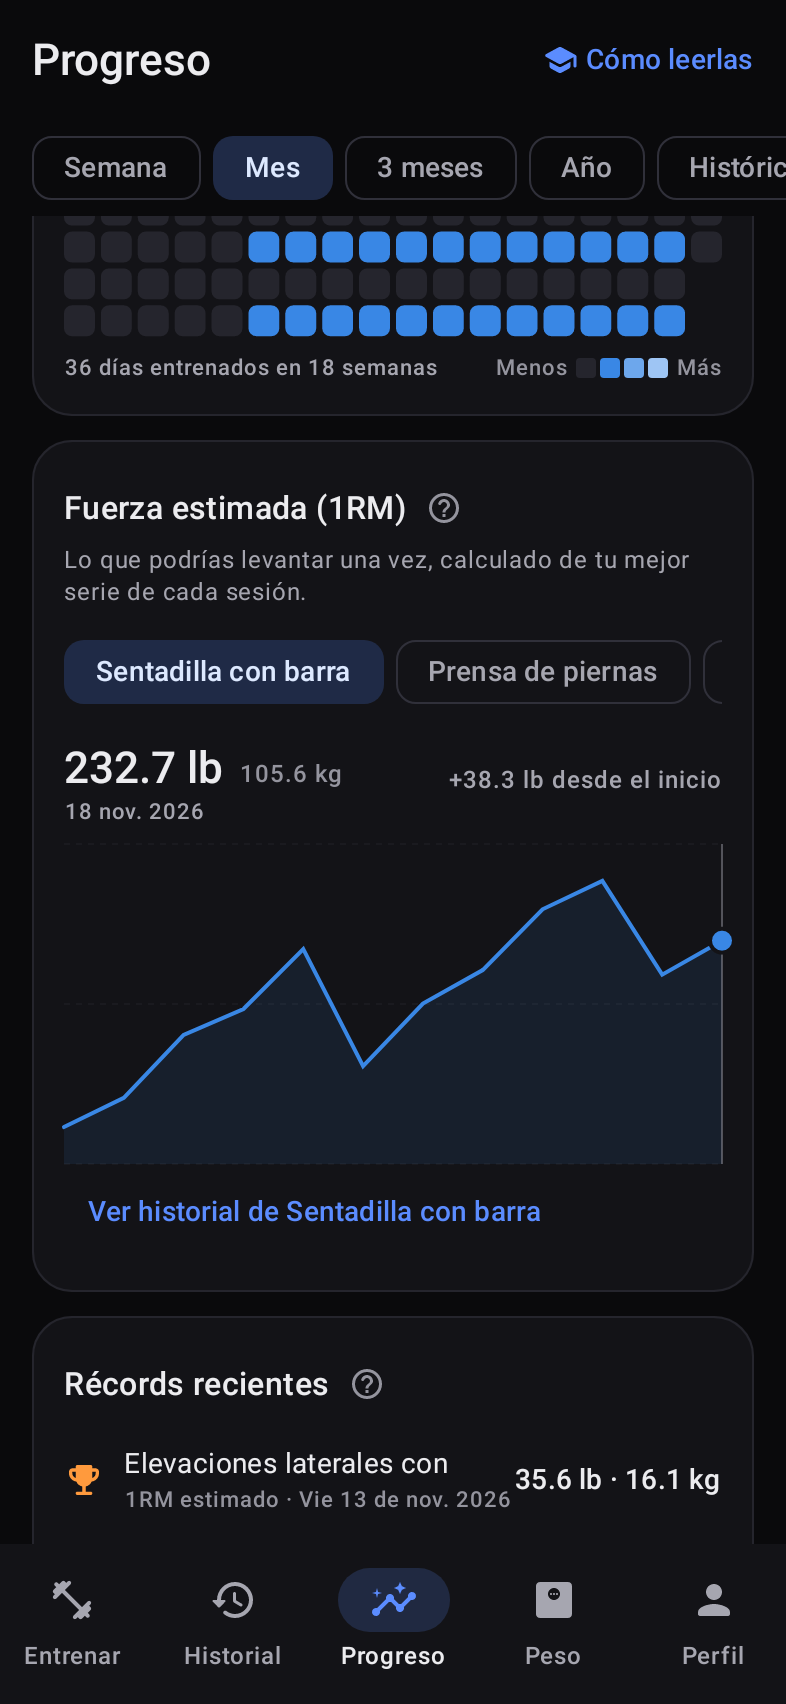 Progreso
Cómo leerlas
Semana
Mes
3 meses
Año
Históric
36 días entrenados en 18 semanas
Menos
Más
Fuerza estimada (1RM)
Lo que podrías levantar una vez, calculado de tu mejor
serie de cada sesión.
Sentadilla con barra
Prensa de piernas
232.7 lb 105.6 kg
+38.3 lb desde el inicio
18 nov. 2026
Ver historial de Sentadilla con barra
Récords recientes
Elevaciones laterales con
35.6 lb · 16.1 kg
1RM estimado · Vie 13 de nov. 2026
Entrenar
Historial
Progreso
Peso
Perfil